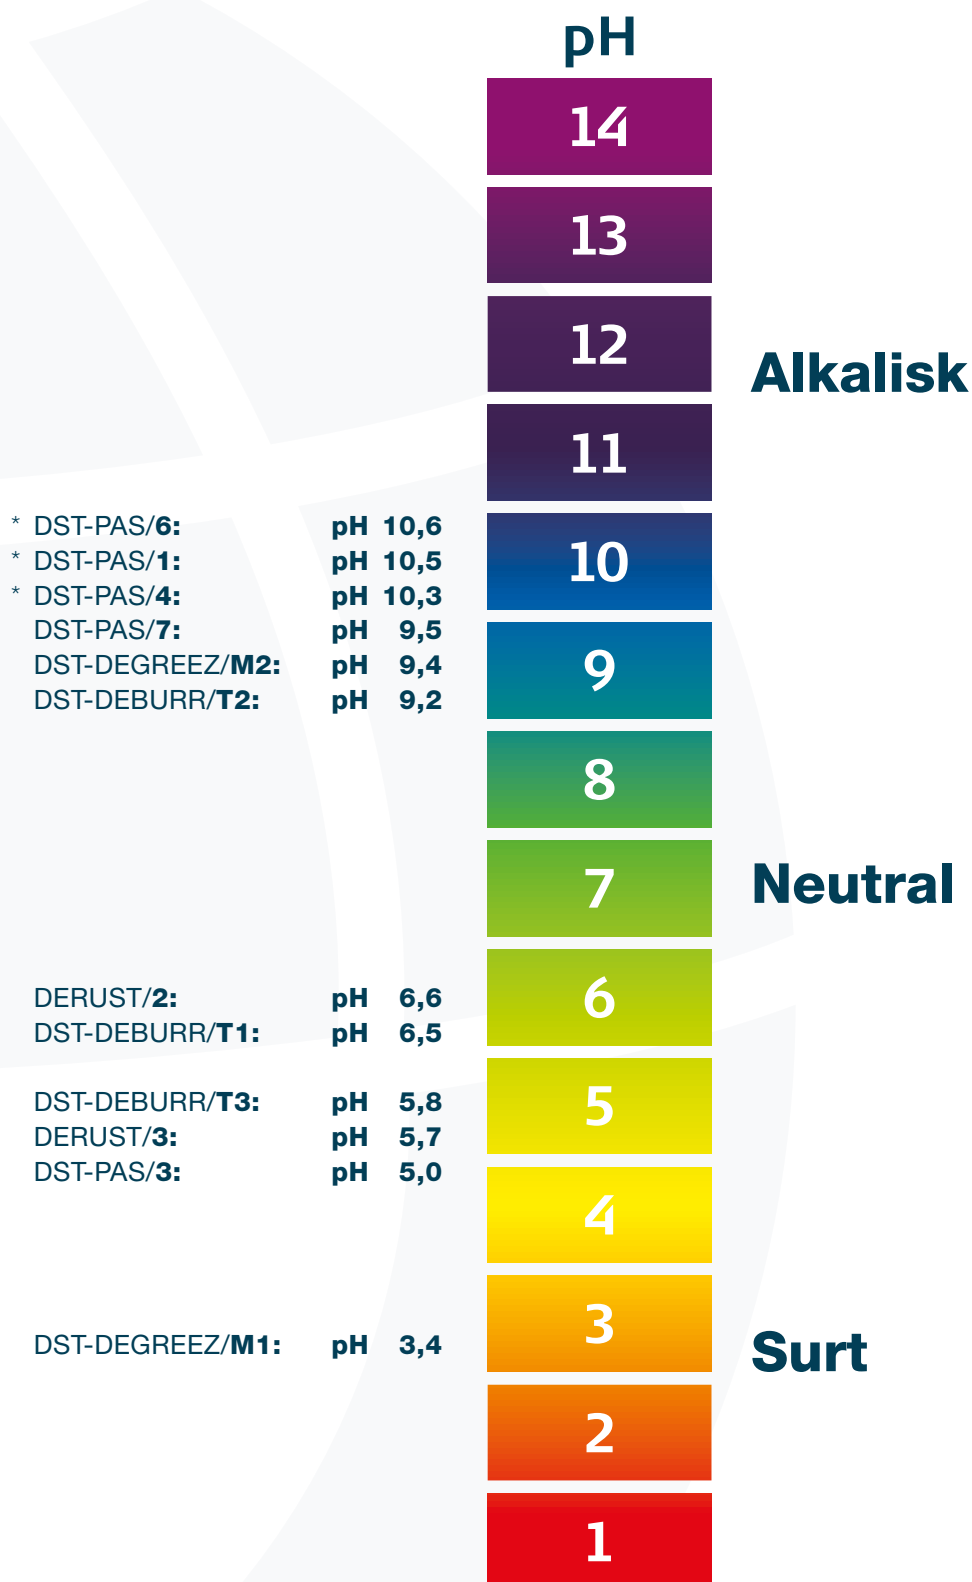 pH
14
13
12
Alkalisk
11
* DST-PAS/6: pH 10,6
* DST-PAS/1: pH 10,5
10
* DST-PAS/4: pH 10,3
DST-PAS/7: pH 9,5
DST-DEGREEZ/M2: pH 9,4
9
DST-DEBURR/T2: pH 9,2
8
7
Neutral
DERUST/2: pH 6,6
6
DST-DEBURR/T1: pH 6,5
DST-DEBURR/T3: pH 5,8
5
DERUST/3: pH 5,7
DST-PAS/3: pH 5,0
4
3
DST-DEGREEZ/M1: pH 3,4
Surt
2
1